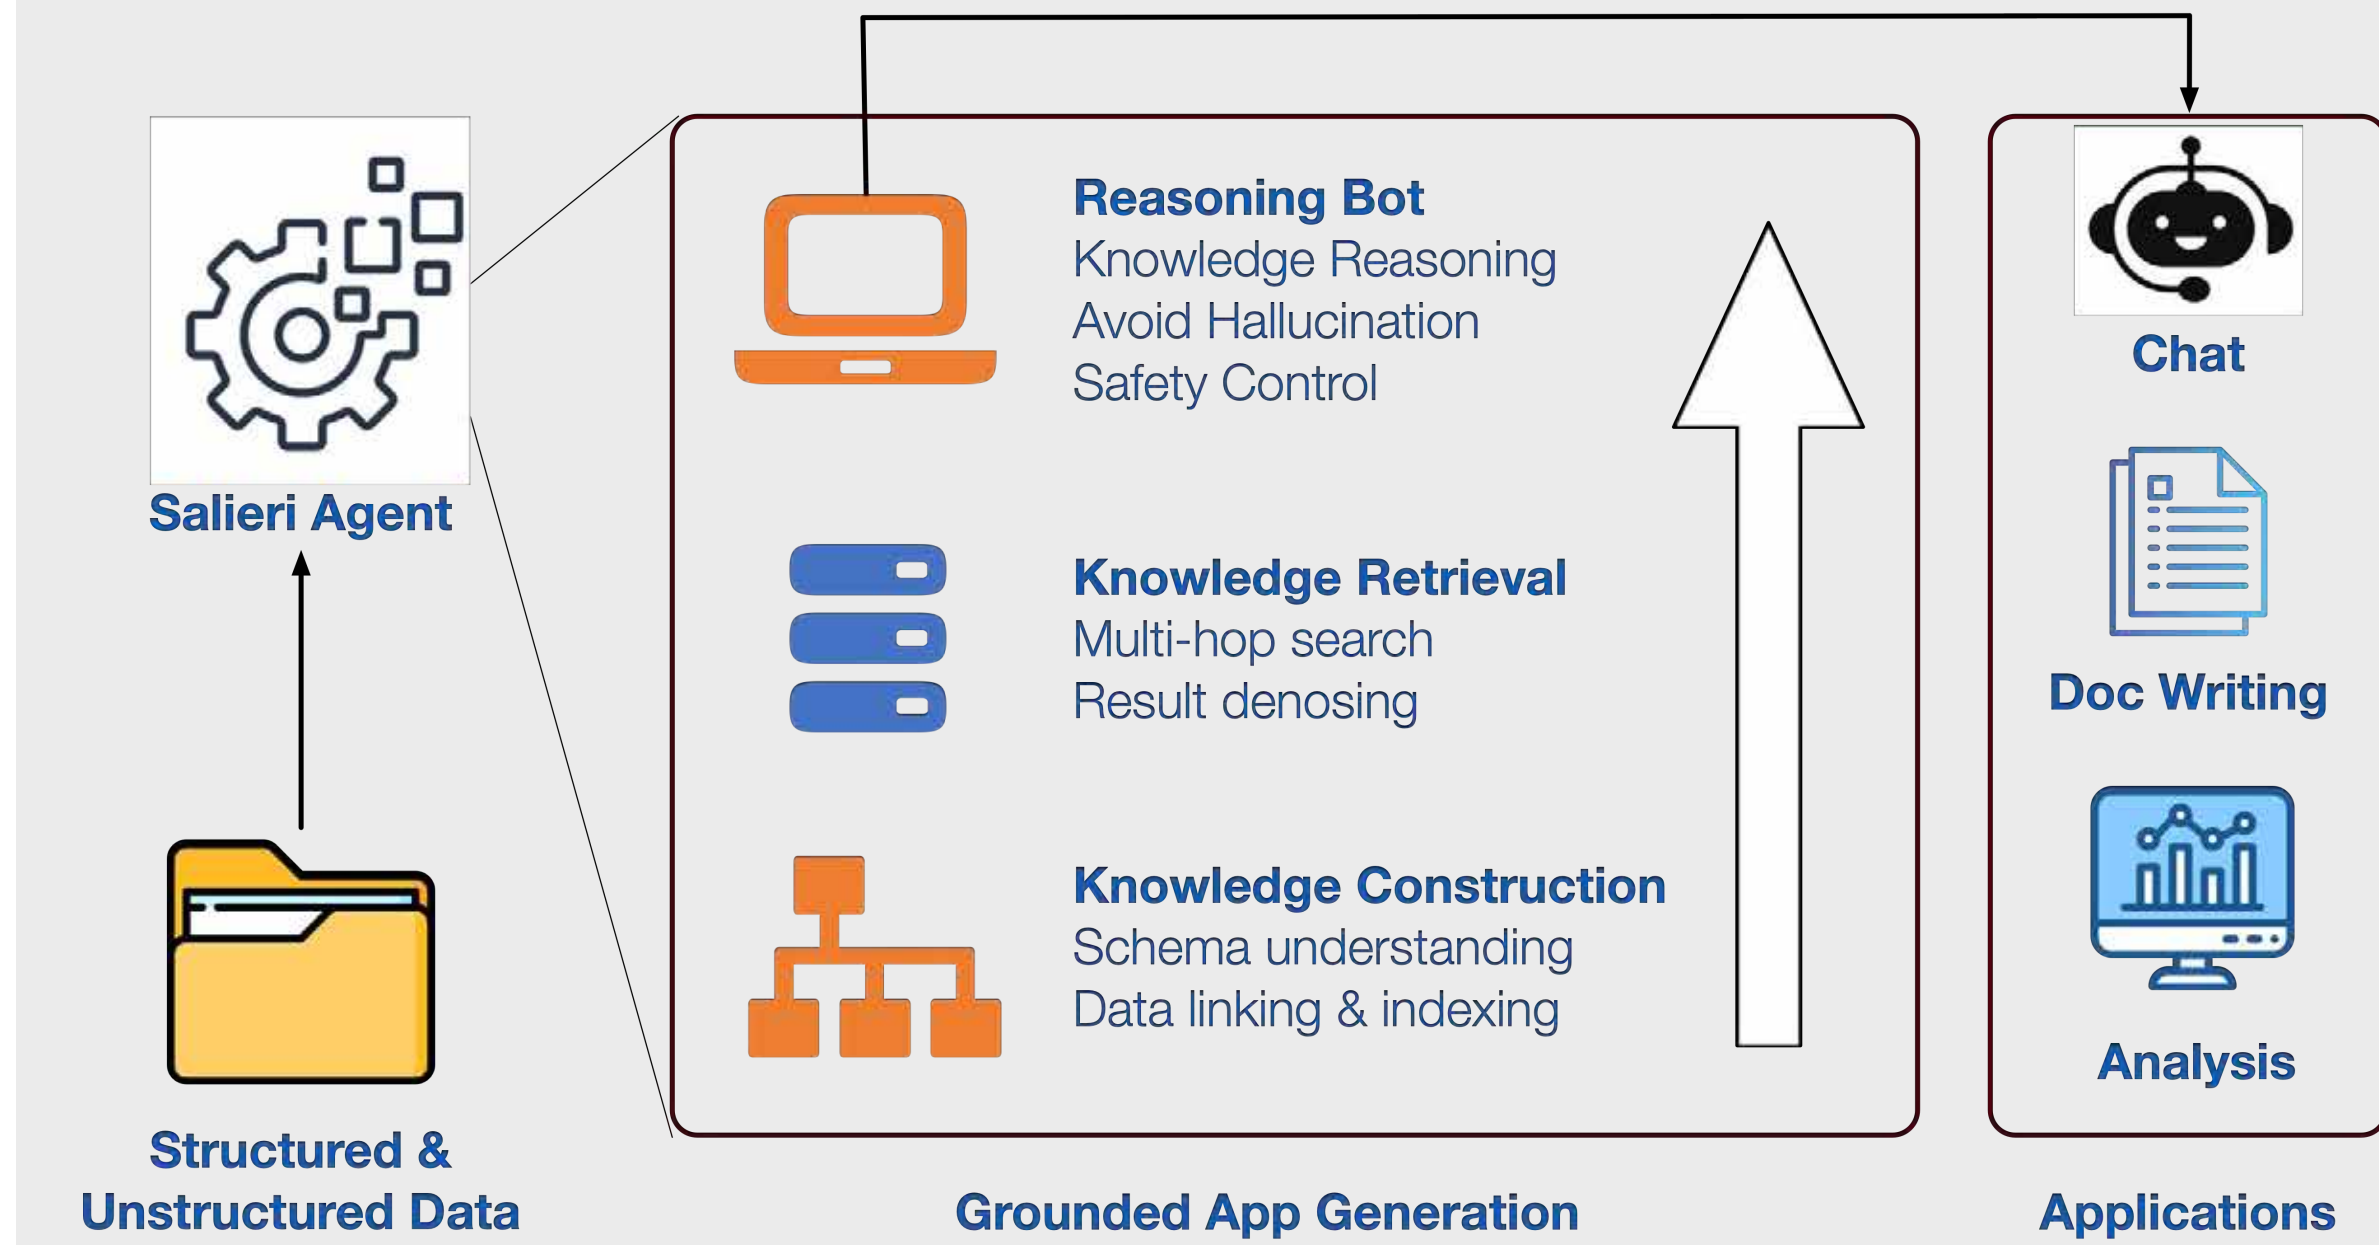 Salieri Agent
Structured &
Unstructured Data
Reasoning Bot
Knowledge Reasoning
Avoid Hallucination
Safety Control
Knowledge Retrieval
Multi-hop search
Result denosing
Knowledge Construction
Schema understanding
Data linking & indexing
Grounded App Generation
Chat
Doc Writing
Analysis
Applications